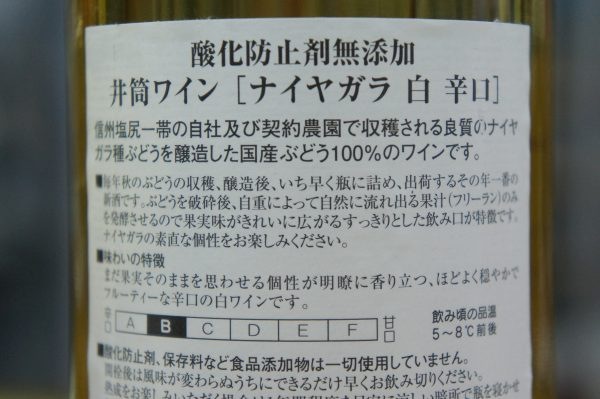 酸化防止剤無添加
井筒ワイン［ナイヤガラ 白 辛口］
信州塩尻一帯の自社及び契約農園で収穫される良質のナイヤ
ガラ種ぶどうを醸造した国産ぶどう100%のワインです。
■毎年秋のぶどうの収穫、醸造後、いち早く瓶に詰め、出荷するその年一番の
新酒です。ぶどうを破砕後、自重によって自然に流れ出る果汁（フリーラン）のみ
を発酵させるので果実味がきれいに広がるすっきりとした飲み口が特徴です。
ナイヤガラの素直な個性をお楽しみください。
■味わいの特徴
まだ果実そのままを思わせる個性が明瞭に香り立つ、ほどよく穏やかで
フルーティーな辛口の白ワインです。
辛口 A B C D E F 甘口
飲み頃の品温
5～8℃前後
■酸化防止剤、保存料など食品添加物は一切使用していません。
開栓後は風味が変わらぬうちにできるだけ早くお飲み切りください。